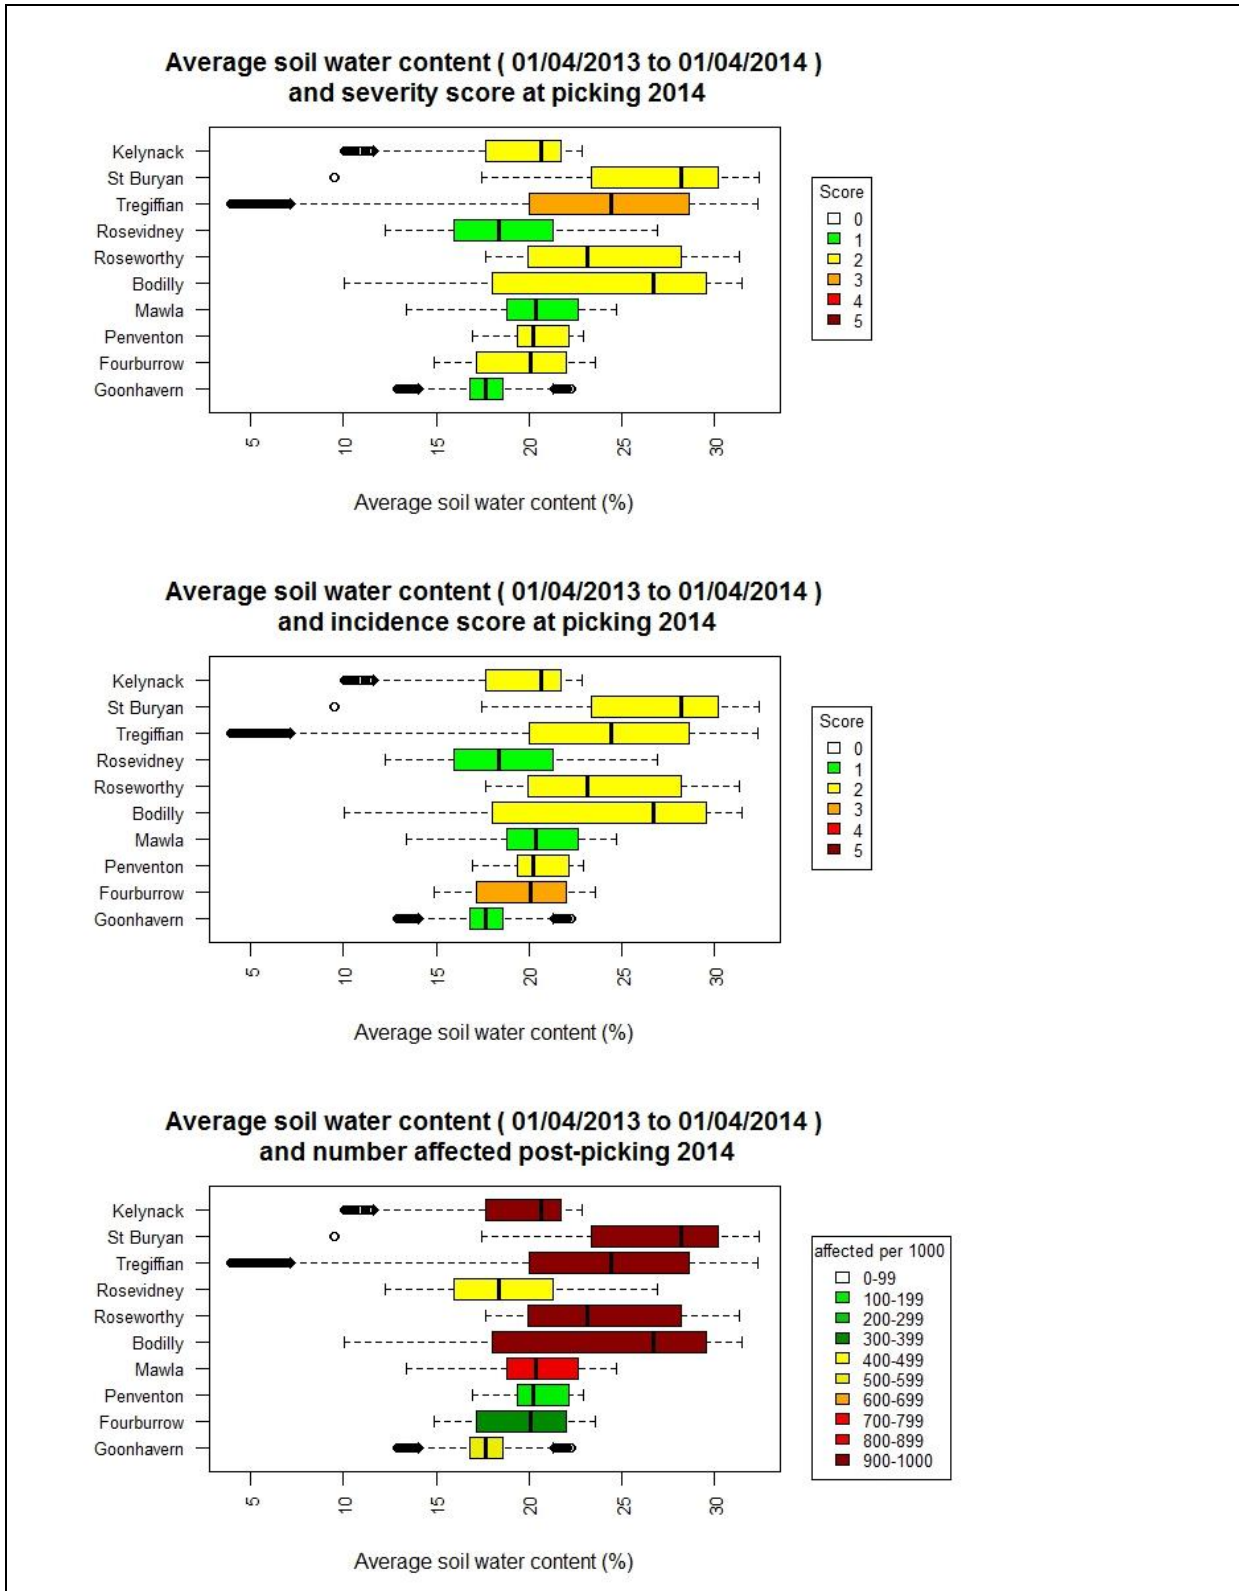 Average soil water content ( 01/04/2013 to 01/04/2014 )
and severity score at picking 2014
Kelynack
St Buryan
Tregiffian
Rosevidney
Roseworthy
Bodilly
Mawla
Penventon
Fourburrow
Goonhavern
5
10
15
20
25
30
Average soil water content (%)
Score
0
1
2
3
4
5
Average soil water content ( 01/04/2013 to 01/04/2014 )
and incidence score at picking 2014
Kelynack
St Buryan
Tregiffian
Rosevidney
Roseworthy
Bodilly
Mawla
Penventon
Fourburrow
Goonhavern
5
10
15
20
25
30
Average soil water content (%)
Score
0
1
2
3
4
5
Average soil water content ( 01/04/2013 to 01/04/2014 )
and number affected post-picking 2014
Kelynack
St Buryan
Tregiffian
Rosevidney
Roseworthy
Bodilly
Mawla
Penventon
Fourburrow
Goonhavern
5
10
15
20
25
30
Average soil water content (%)
affected per 1000
0-99
100-199
200-299
300-399
400-499
500-599
600-699
700-799
800-899
900-1000